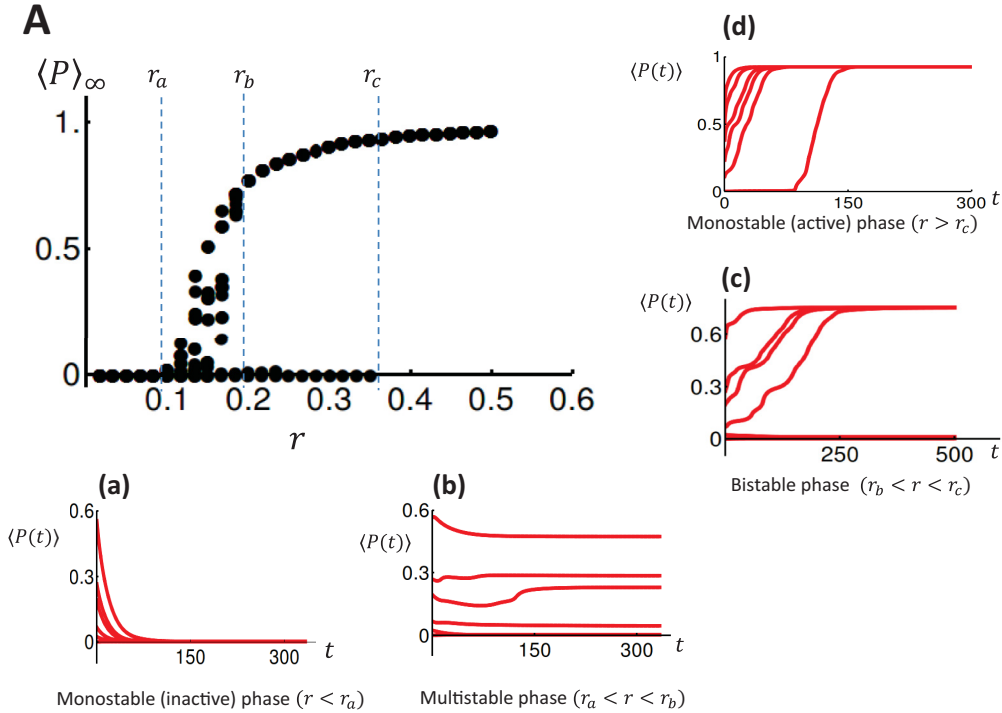 A
⟨P⟩∞
r_a
r_b
r_c
1.
0.5
0
0.1
0.2
0.3
0.4
0.5
0.6
r
(d)
⟨P(t)⟩
1
0.5
0
0
150
300
t
Monostable (active) phase (r > r_c)
(c)
⟨P(t)⟩
0.6
0.3
0
250
500
t
Bistable phase (r_b < r < r_c)
(a)
0.6
⟨P(t)⟩
0.3
0
150
300
t
Monostable (inactive) phase (r < r_a)
(b)
0.6
⟨P(t)⟩
0.3
0
150
300
t
Multistable phase (r_a < r < r_b)